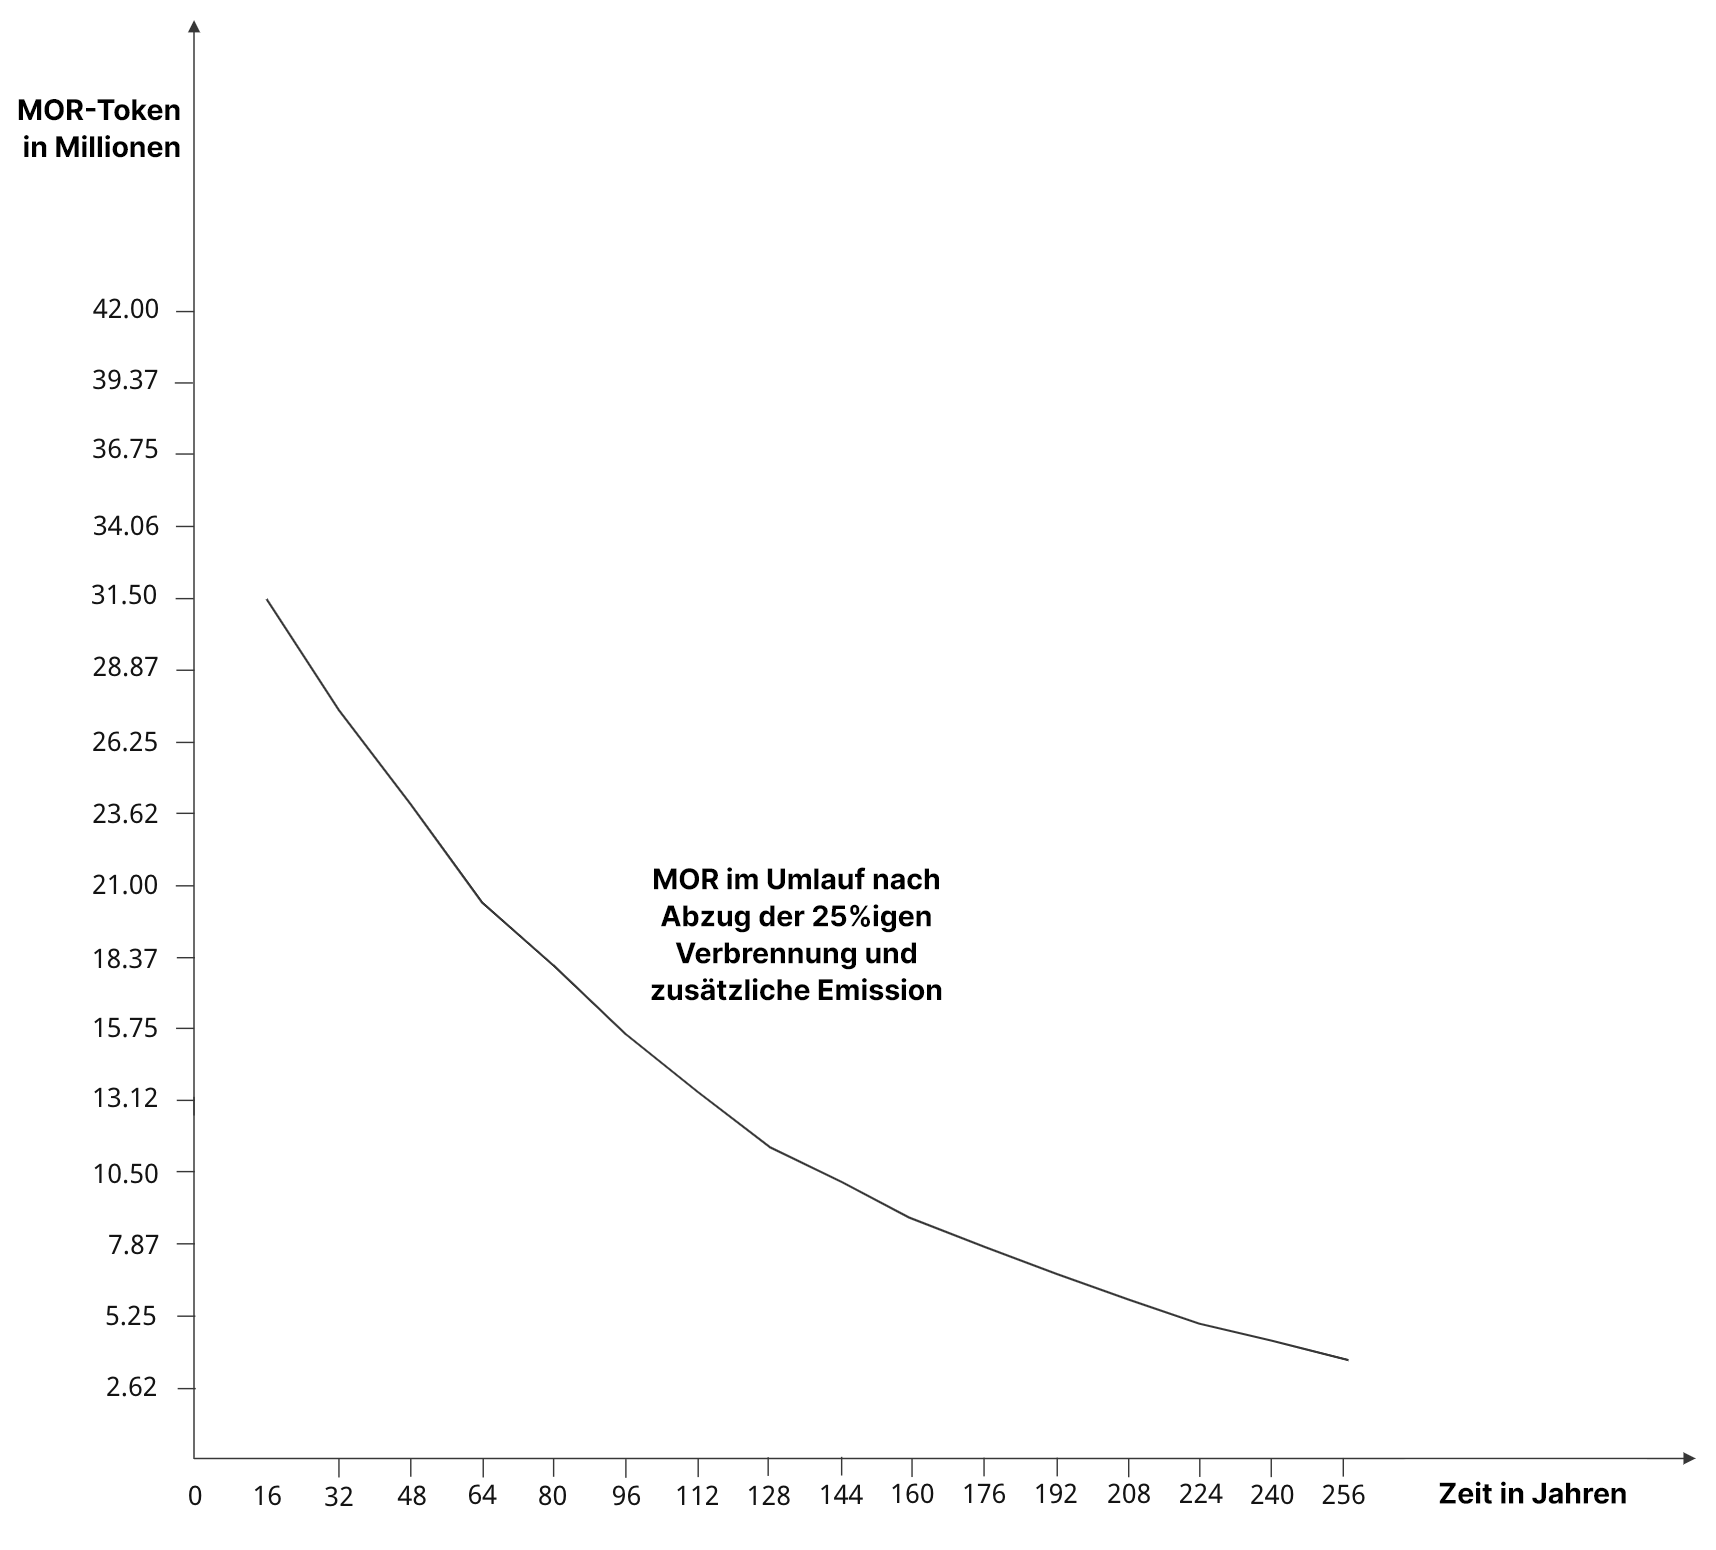 MOR-Token
in Millionen
42.00
39.37
36.75
34.06
31.50
28.87
26.25
23.62
21.00
18.37
15.75
13.12
10.50
7.87
5.25
2.62
MOR im Umlauf nach
Abzug der 25%igen
Verbrennung und
zusätzliche Emission
0 16 32 48 64 80 96 112 128 144 160 176 192 208 224 240 256 Zeit in Jahren